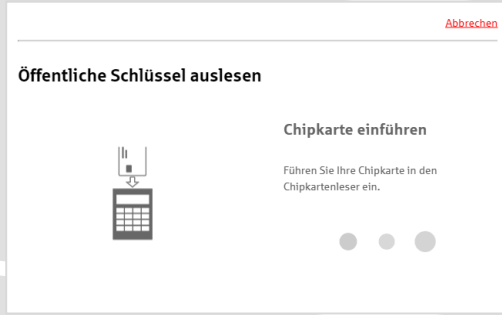 Abbrechen
Öffentliche Schlüssel auslesen
Chipkarte einführen
Führen Sie Ihre Chipkarte in den
Chipkartenleser ein.